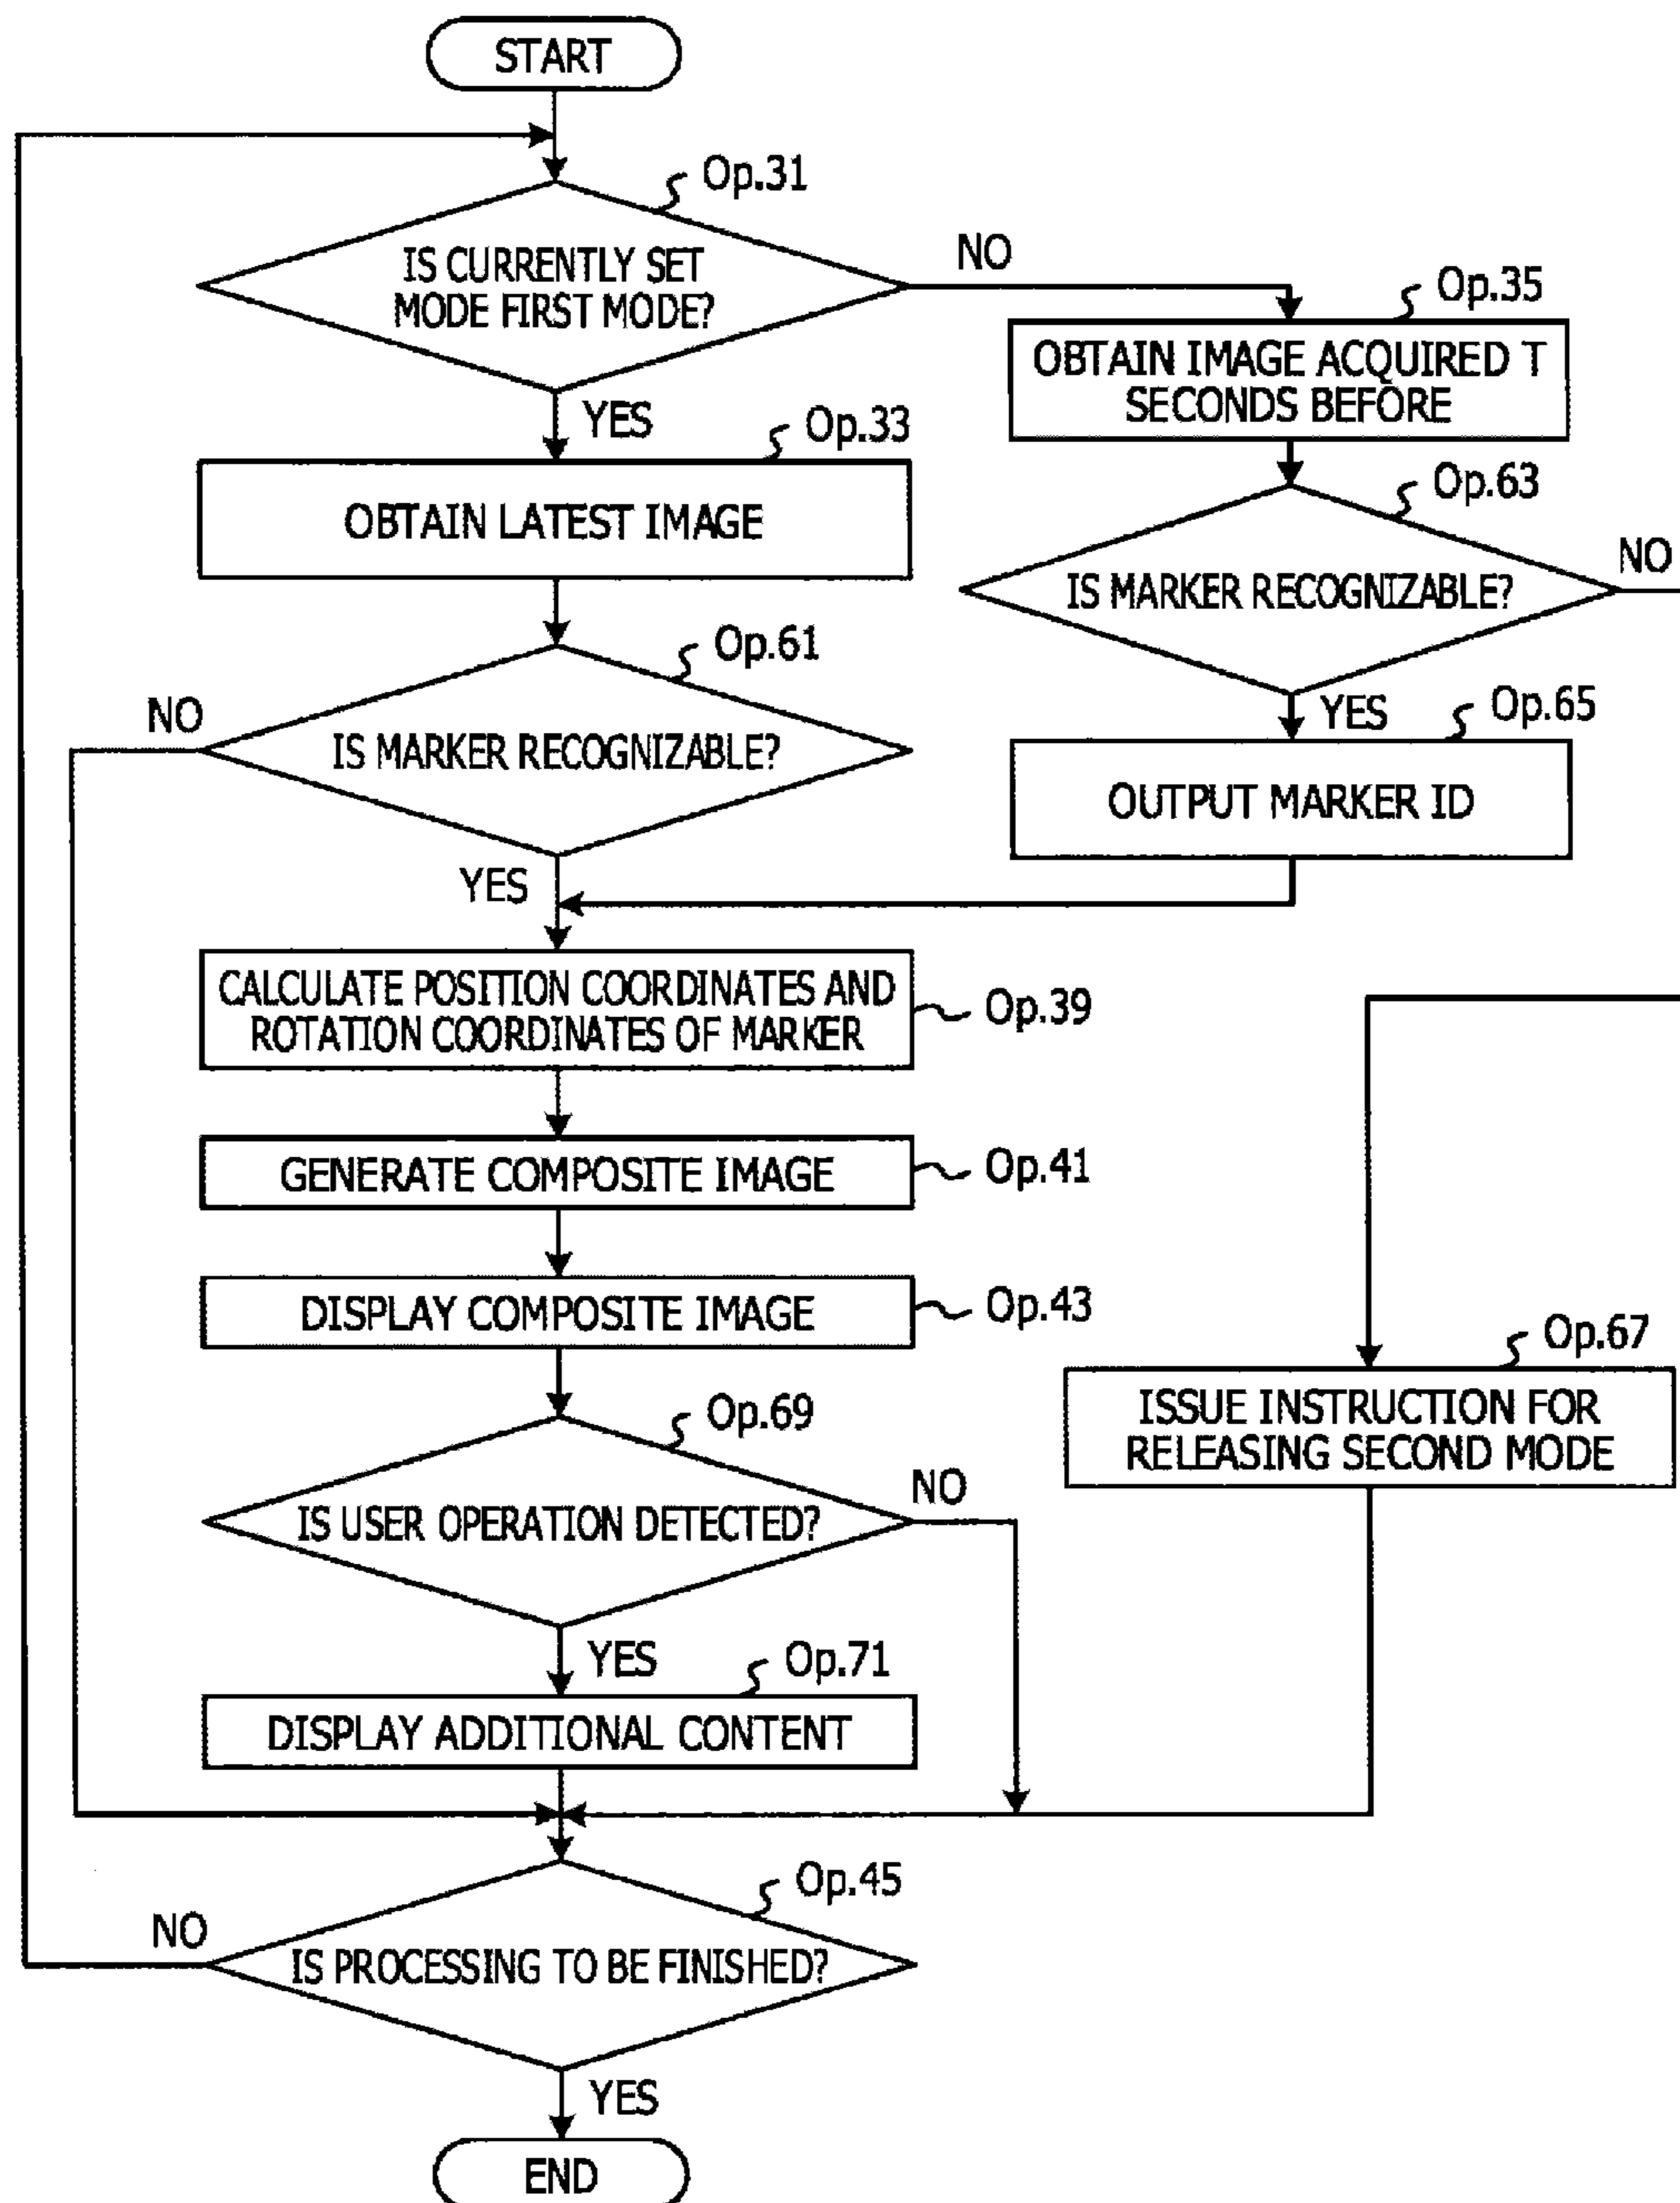 START
Op.31
IS CURRENTLY SET
MODE FIRST MODE?
NO
YES
Op.35
OBTAIN IMAGE ACQUIRED T
SECONDS BEFORE
Op.33
OBTAIN LATEST IMAGE
Op.63
IS MARKER RECOGNIZABLE?
NO
YES
Op.61
IS MARKER RECOGNIZABLE?
NO
YES
Op.65
OUTPUT MARKER ID
CALCULATE POSITION COORDINATES AND
ROTATION COORDINATES OF MARKER
Op.39
GENERATE COMPOSITE IMAGE
Op.41
DISPLAY COMPOSITE IMAGE
Op.43
Op.67
ISSUE INSTRUCTION FOR
RELEASING SECOND MODE
Op.69
IS USER OPERATION DETECTED?
NO
YES
Op.71
DISPLAY ADDITIONAL CONTENT
Op.45
IS PROCESSING TO BE FINISHED?
NO
YES
END